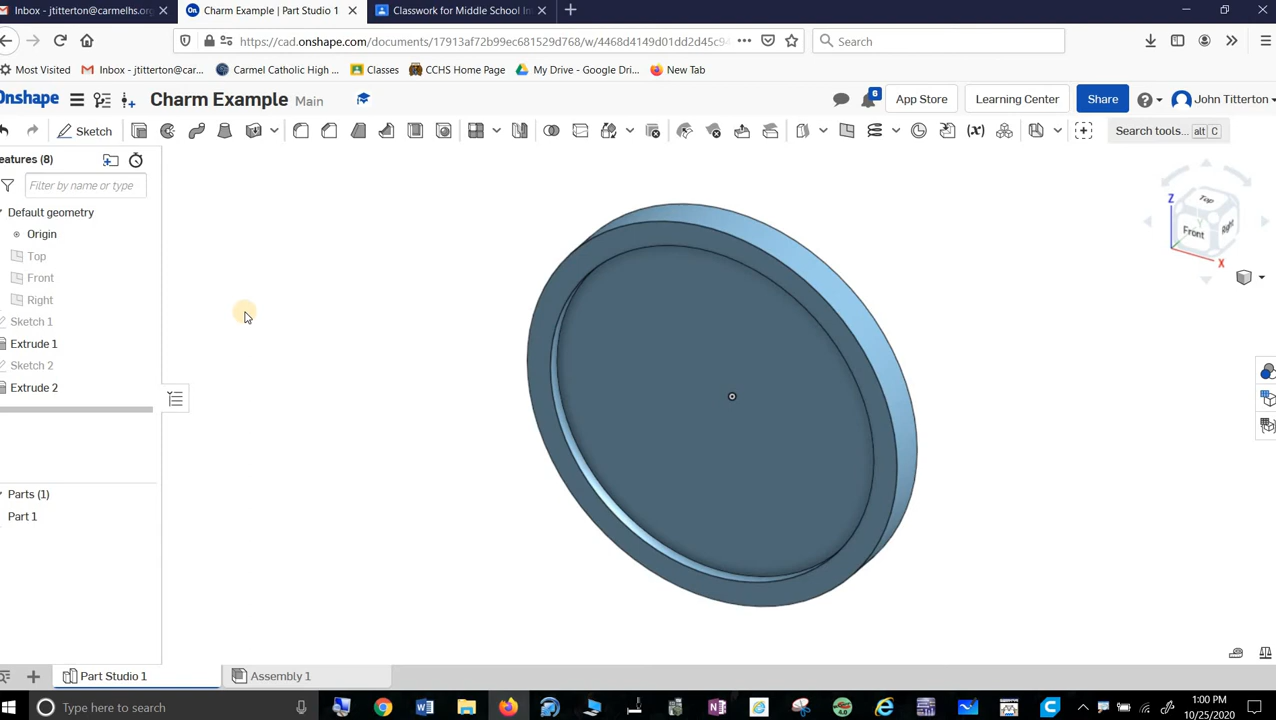 Inbox - jtitterton@carmelhs.or
Charm Example | Part Studio 1
Classwork for Middle School In
https://cad.onshape.com/documents/17913af72b99ec681529d768/w/4468d4149d01dd2d45c94
Search
Most Visited
Inbox - jtitterton@car...
Carmel Catholic High ...
Classes
CCHS Home Page
My Drive - Google Dri...
New Tab
Onshape
Charm Example Main
6
App Store
Learning Center
Share
John Titterton
Sketch
Search tools... alt C
eatures (8)
Filter by name or type
Default geometry
Origin
Top
Front
Right
Sketch 1
Extrude 1
Sketch 2
Extrude 2
Parts (1)
Part 1
Z
Top
Front
Right
X
Part Studio 1
Assembly 1
Type here to search
1:00 PM
10/25/2020